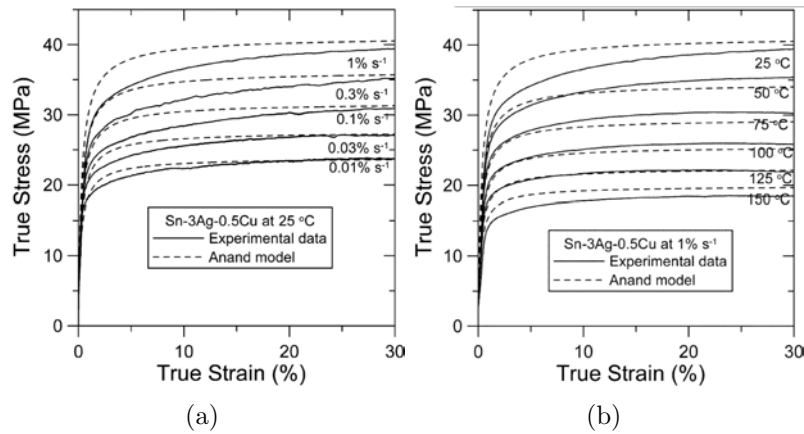 40
30
20
10
0
True Stress (MPa)
1% s⁻¹
0.3% s⁻¹
0.1% s⁻¹
0.03% s⁻¹
0.01% s⁻¹
Sn-3Ag-0.5Cu at 25 °C
Experimental data
Anand model
0 10 20 30
True Strain (%)
(a)
40
30
20
10
0
True Stress (MPa)
25 °C
50 °C
75 °C
100 °C
125 °C
150 °C
Sn-3Ag-0.5Cu at 1% s⁻¹
Experimental data
Anand model
0 10 20 30
True Strain (%)
(b)